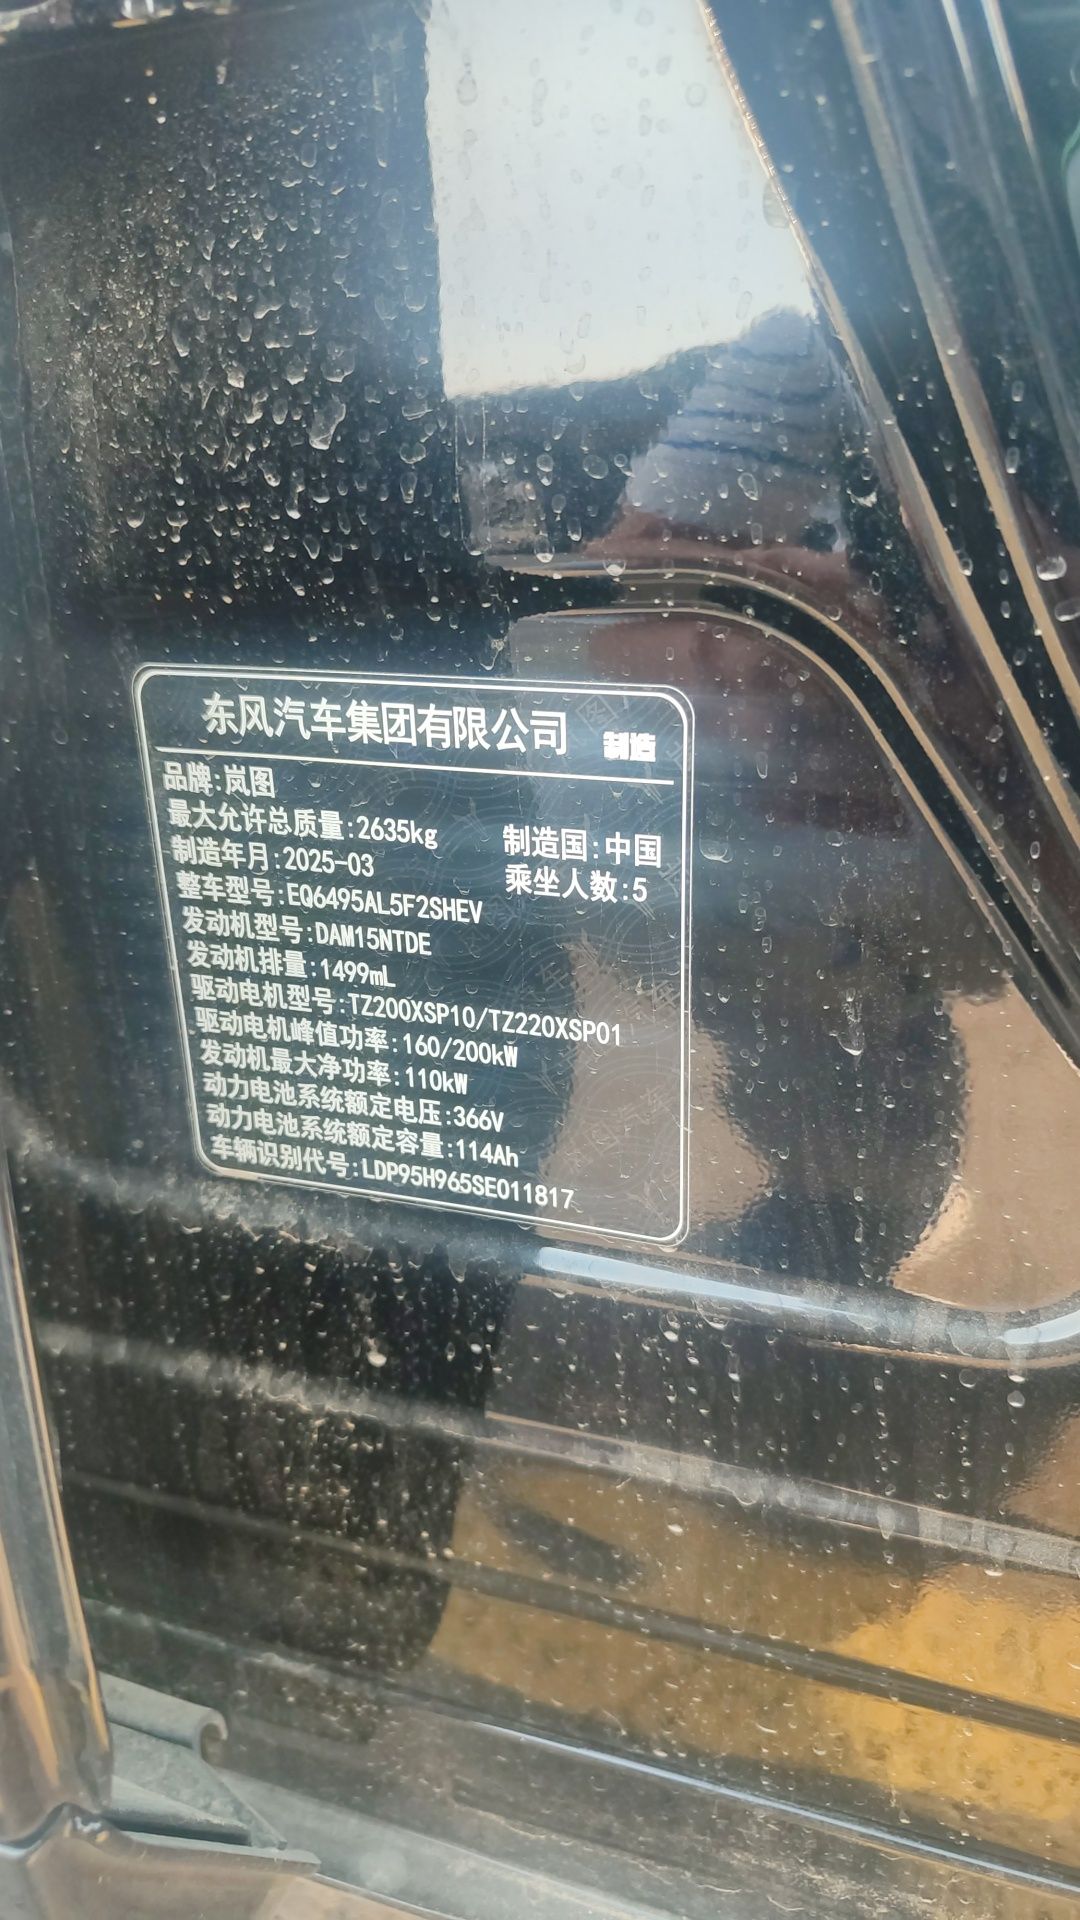 东风汽车集团有限公司 制造
品牌:岚图
最大允许总质量:2635kg 制造国:中国
制造年月:2025-03 乘坐人数:5
整车型号:EQ6495AL5F2SHEV
发动机型号:DAM15NTDE
发动机排量:1499mL
驱动电机型号:TZ200XSP10/TZ220XSP01
驱动电机峰值功率:160/200kW
发动机最大净功率:110kW
动力电池系统额定电压:366V
动力电池系统额定容量:114Ah
车辆识别代号:LDP95H965SE011817